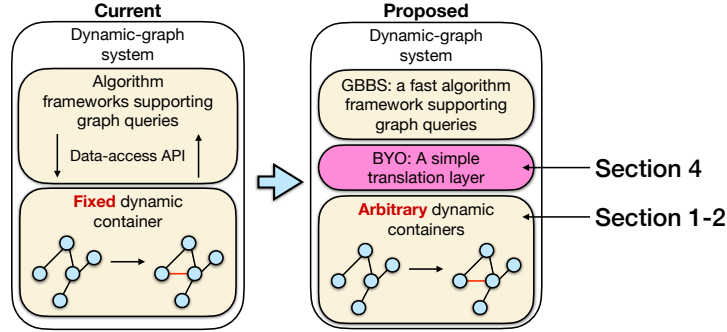 Current
Dynamic-graph
system
Algorithm
frameworks supporting
graph queries
Data-access API
Fixed dynamic
container
Proposed
Dynamic-graph
system
GBBS: a fast algorithm
framework supporting
graph queries
BYO: A simple
translation layer
Section 4
Arbitrary dynamic
containers
Section 1-2